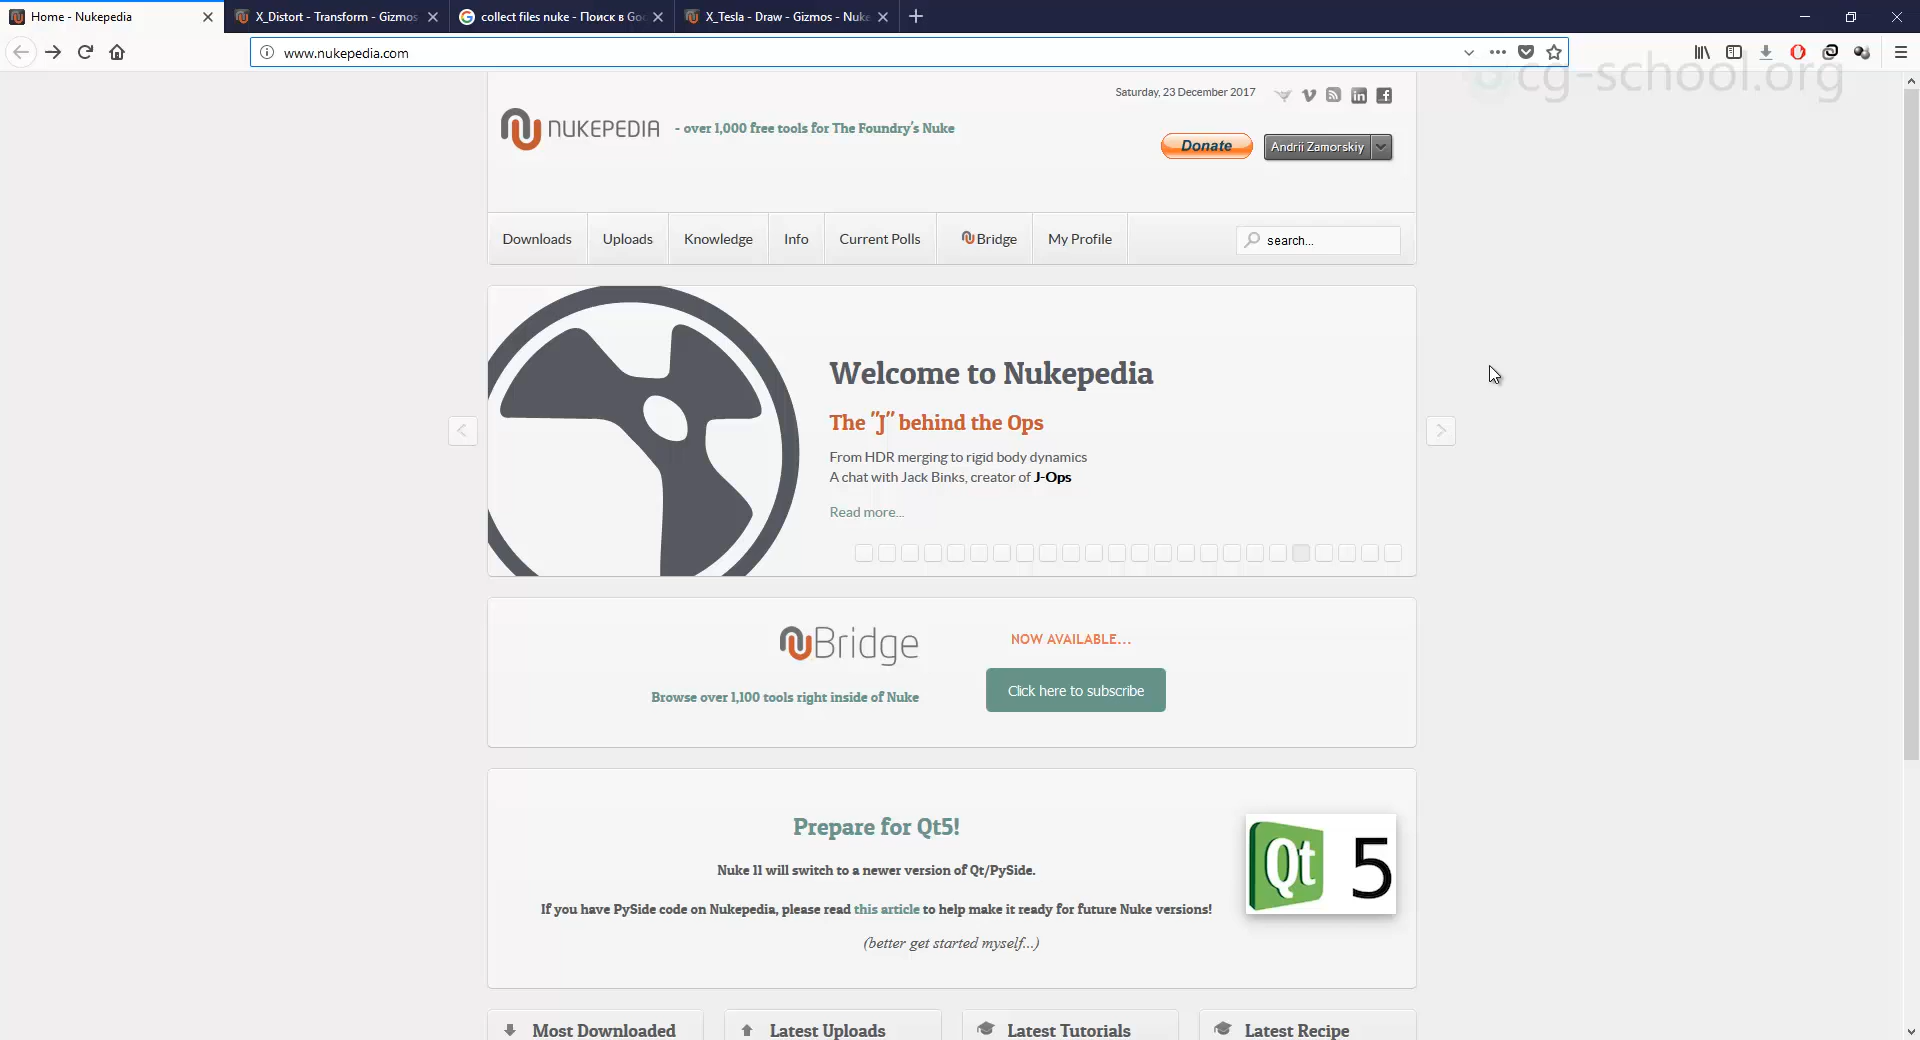 Home - Nukepedia
X_Distort - Transform - Gizmos
collect files nuke - Поиск в Goo
X_Tesla - Draw - Gizmos - Nuke
www.nukepedia.com
cg-school.org
Saturday, 23 December 2017
NUKEPEDIA
- over 1,000 free tools for The Foundry's Nuke
Donate
Andrii Zamorskiy
Downloads
Uploads
Knowledge
Info
Current Polls
Bridge
My Profile
search...
Welcome to Nukepedia
The "J" behind the Ops
From HDR merging to rigid body dynamics
A chat with Jack Binks, creator of J-Ops
Read more...
Bridge
NOW AVAILABLE...
Browse over 1,100 tools right inside of Nuke
Click here to subscribe
Prepare for Qt5!
Nuke 11 will switch to a newer version of Qt/PySide.
If you have PySide code on Nukepedia, please read this article to help make it ready for future Nuke versions!
(better get started myself...)
Qt 5
Most Downloaded
Latest Uploads
Latest Tutorials
Latest Recipe